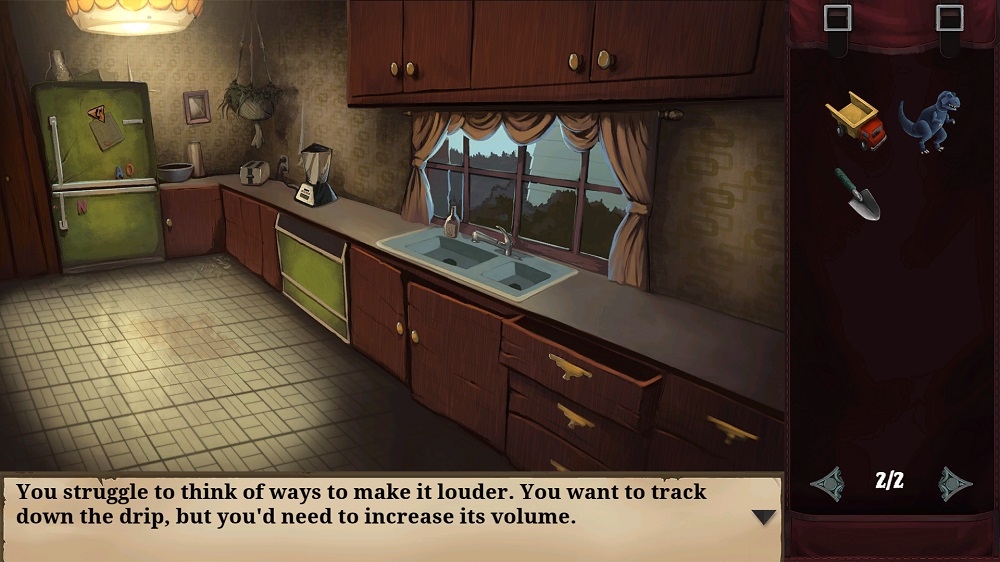 A O
N
2/2
You struggle to think of ways to make it louder. You want to track
down the drip, but you'd need to increase its volume.